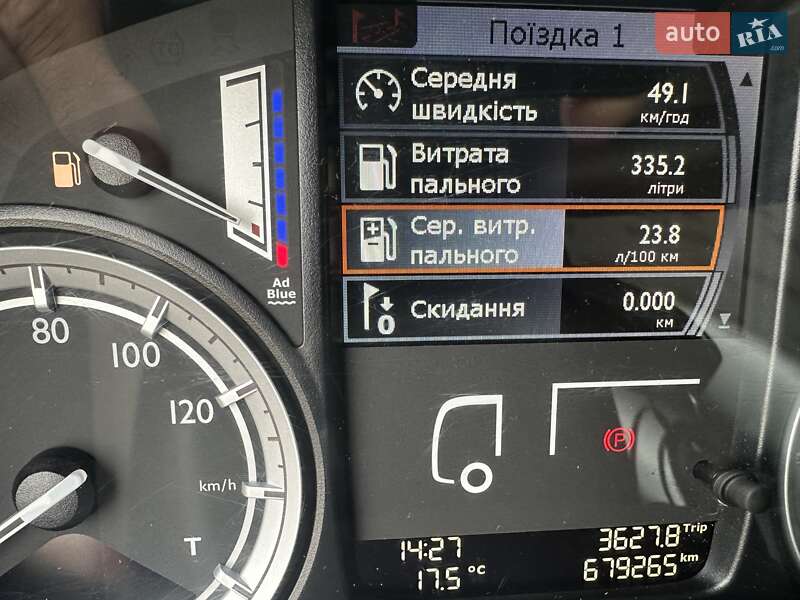 Поїздка 1
auto RIA .com
Середня
швидкість
49.1
км/год
Витрата
пального
335.2
літри
Сер. витр.
пального
23.8
л/100 км
Скидання
0.000
км
Ad
Blue
80
100
120
km/h
T
P
14:27
3627.8 Trip
17.5 °C
679265 km